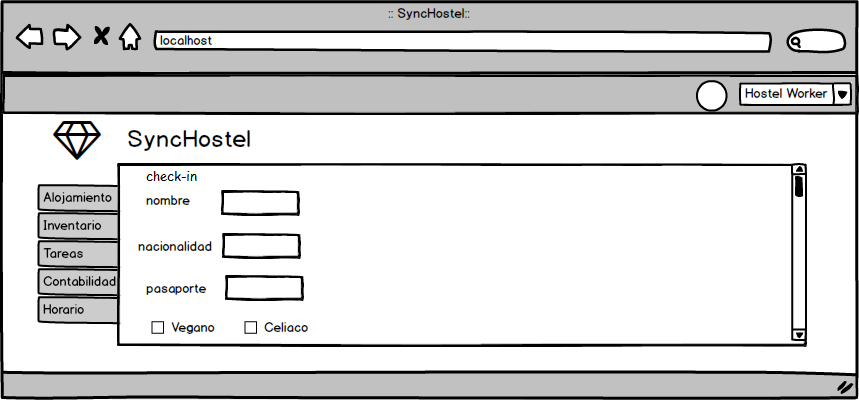 :: SyncHostel::
localhost
Hostel Worker
SyncHostel
check-in
Alojamiento
nombre
Inventario
nacionalidad
Tareas
Contabilidad
pasaporte
Horario
Vegano
Celiaco